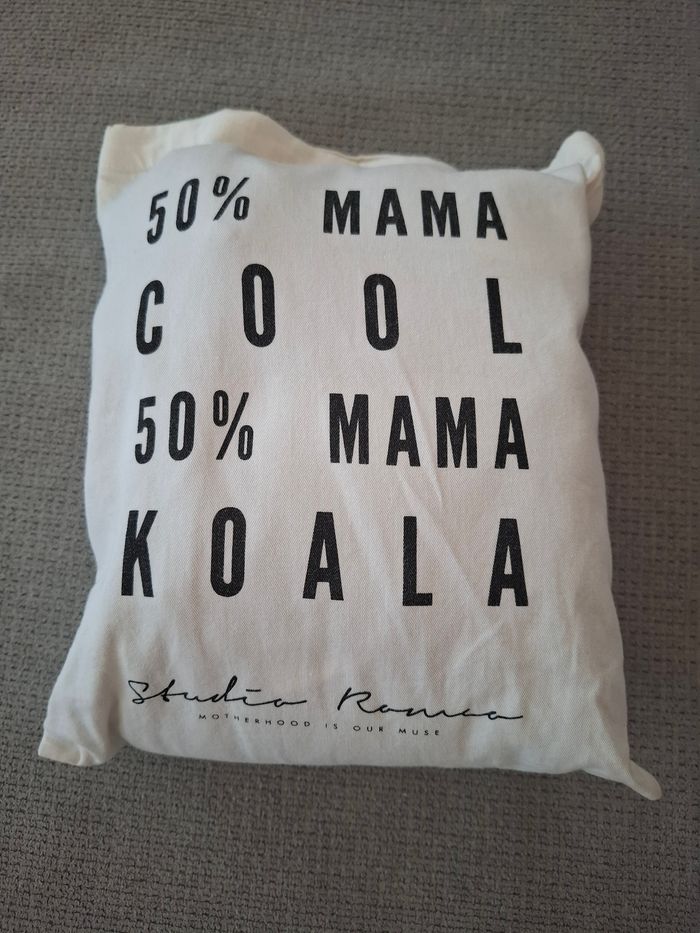 50% MAMA
COOL
50% MAMA
KOALA
Studio Romeo
MOTHERHOOD IS OUR MUSE